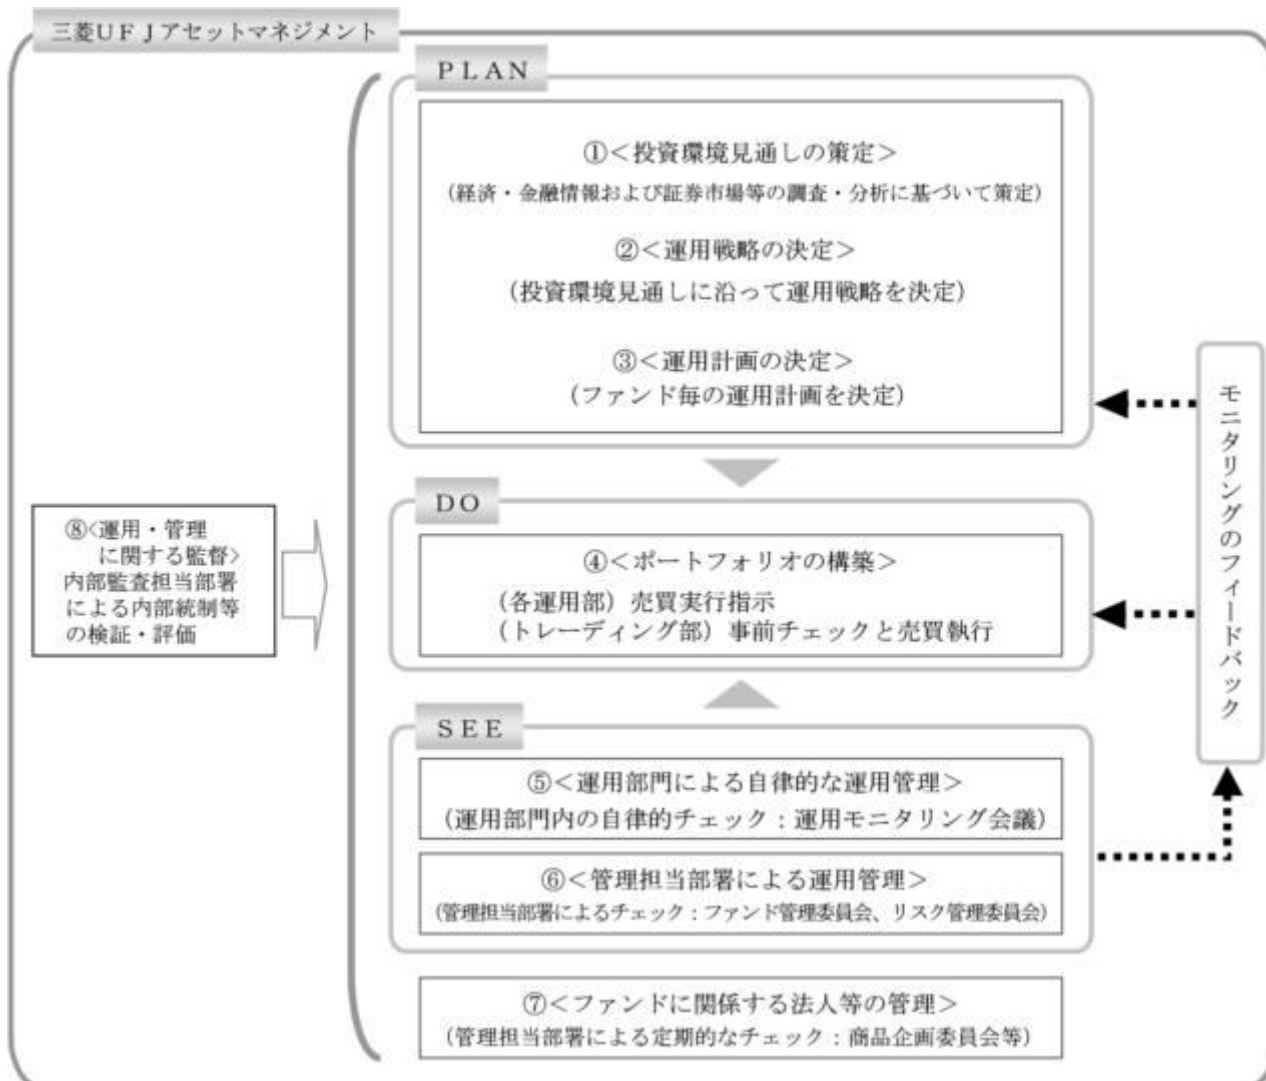 三菱ＵＦＪアセットマネジメント
ＰＬＡＮ
①＜投資環境見通しの策定＞
（経済・金融情報および証券市場等の調査・分析に基づいて策定）
②＜運用戦略の決定＞
（投資環境見通しに沿って運用戦略を決定）
③＜運用計画の決定＞
（ファンド毎の運用計画を決定）
ＤＯ
④＜ポートフォリオの構築＞
（各運用部）売買実行指示
（トレーディング部）事前チェックと売買執行
ＳＥＥ
⑤＜運用部門による自律的な運用管理＞
（運用部門内の自律的チェック：運用モニタリング会議）
⑥＜管理担当部署による運用管理＞
（管理担当部署によるチェック：ファンド管理委員会、リスク管理委員会）
⑦＜ファンドに関係する法人等の管理＞
（管理担当部署による定期的なチェック：商品企画委員会等）
⑧＜運用・管理
に関する監督＞
内部監査担当部署
による内部統制等
の検証・評価
モニタリングのフィードバック